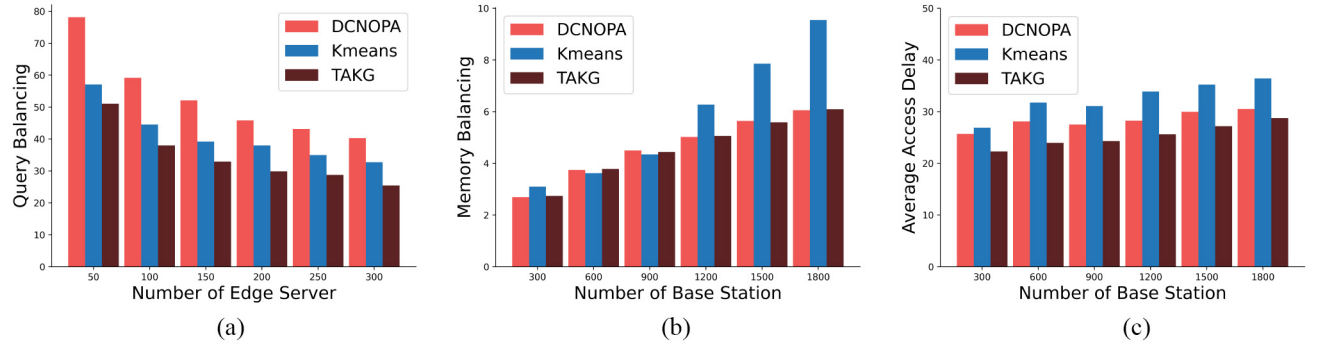 80
70
60
50
40
30
20
10
0
Query Balancing
DCNOPA
Kmeans
TAKG
50 100 150 200 250 300
Number of Edge Server
(a)
10
8
6
4
2
0
Memory Balancing
DCNOPA
Kmeans
TAKG
300 600 900 1200 1500 1800
Number of Base Station
(b)
50
40
30
20
10
0
Average Access Delay
DCNOPA
Kmeans
TAKG
300 600 900 1200 1500 1800
Number of Base Station
(c)